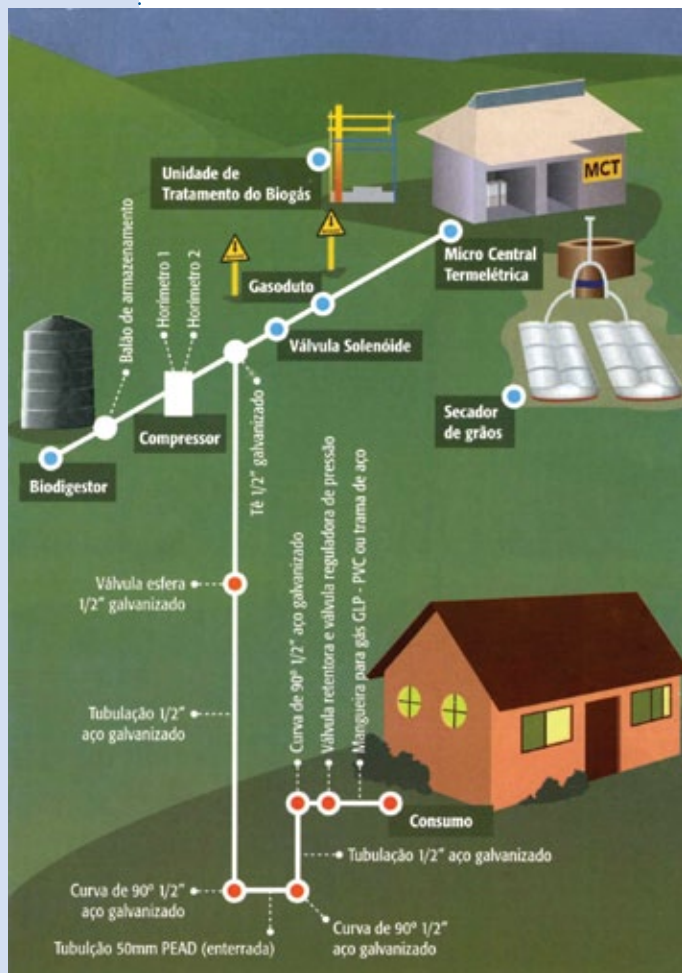 Unidade de
Tratamento do Biogás
MCT
Micro Central
Termelétrica
Gasoduto
Balão de armazenamento
Horímetro 1
Horímetro 2
Válvula Solenóide
Secador
de grãos
Compressor
Biodigestor
Tê 1/2" galvanizado
Válvula esfera
1/2" galvanizado
Curva de 90º 1/2" aço galvanizado
Válvula retentora e válvula reguladora de pressão
Mangueira para gás GLP - PVC ou trama de aço
Tubulação 1/2"
aço galvanizado
Consumo
Tubulação 1/2" aço galvanizado
Curva de 90º 1/2"
aço galvanizado
Curva de 90º 1/2"
aço galvanizado
Tubulção 50mm PEAD (enterrada)